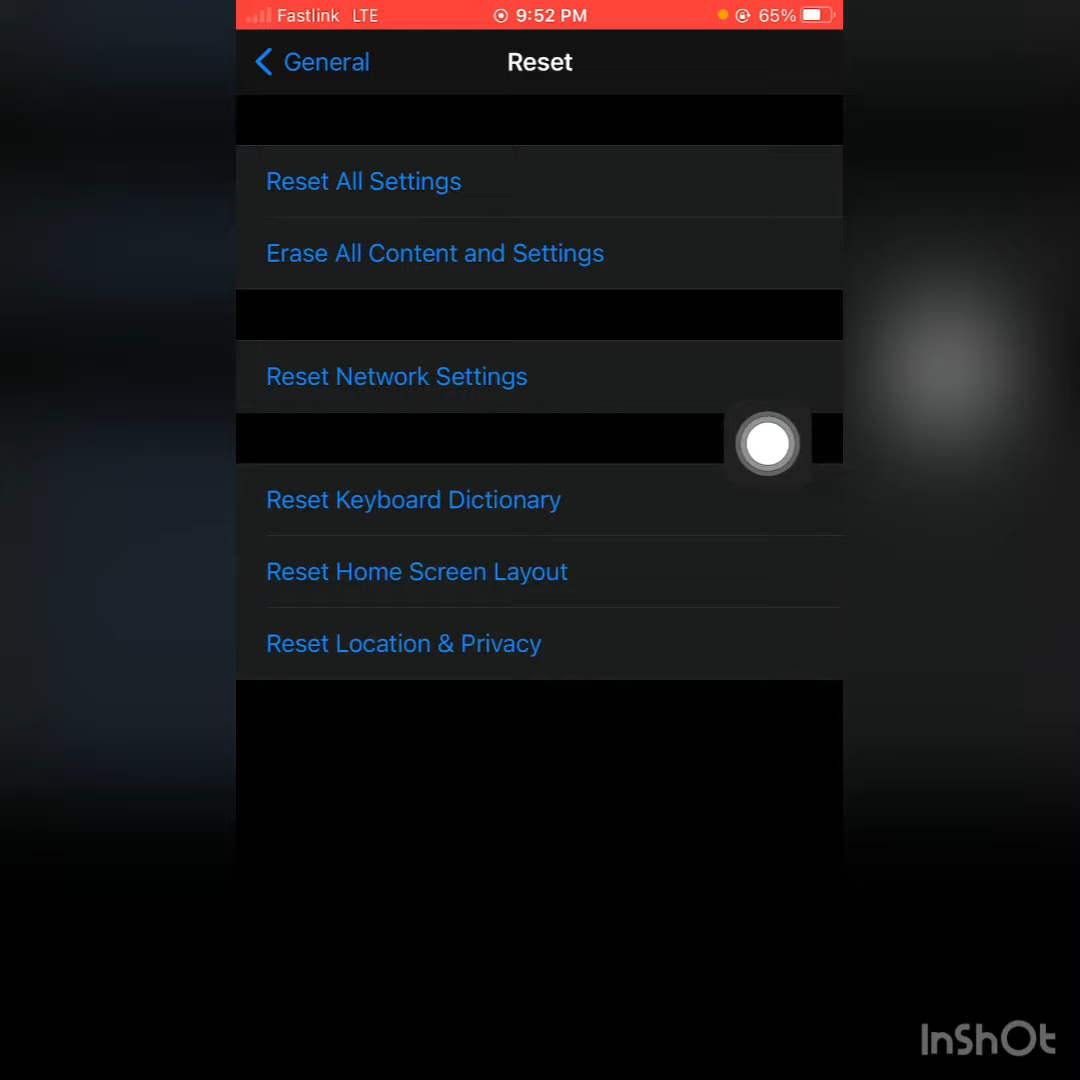 Fastlink LTE 9:52 PM 65%
General Reset
Reset All Settings
Erase All Content and Settings
Reset Network Settings
Reset Keyboard Dictionary
Reset Home Screen Layout
Reset Location & Privacy
InShOt